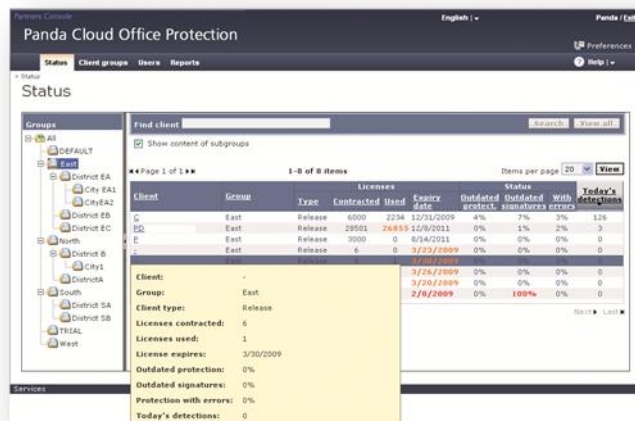 Partners Console
English | Panda / Exit
Panda Cloud Office Protection
Preferences
Status Client groups Users Reports Help |
Status
Status
Groups
All
DEFAULT
East
District EA
City EA1
CityEA2
District EB
District EC
North
District B
City1
DistrictA
South
District SA
District SB
TRIAL
West
Find client Search View all
Show content of subgroups
Page 1 of 1 1-8 of 8 items Items per page 20 View
Licenses Status
Client Group Type Contracted Used Expiry date Outdated protect. Outdated signatures With errors Today's detections
C East Release 6000 2234 12/31/2009 4% 7% 3% 126
PD East Release 28501 26855 12/8/2011 0% 1% 2% 3
E East Release 3000 0 8/14/2011 0% 0% 0% 0
- East Release 6 0 3/23/2009 0% 0% 0% 0
3/30/2009
3/26/2009 0% 0% 0% 0
3/20/2009 0% 0% 0% 0
2/8/2009 0% 100% 0% 0
Next Last
Client: -
Group: East
Client type: Release
Licenses contracted: 6
Licenses used: 1
License expires: 3/30/2009
Outdated protection: 0%
Outdated signatures: 0%
Protection with errors: 0%
Today's detections: 0
Services